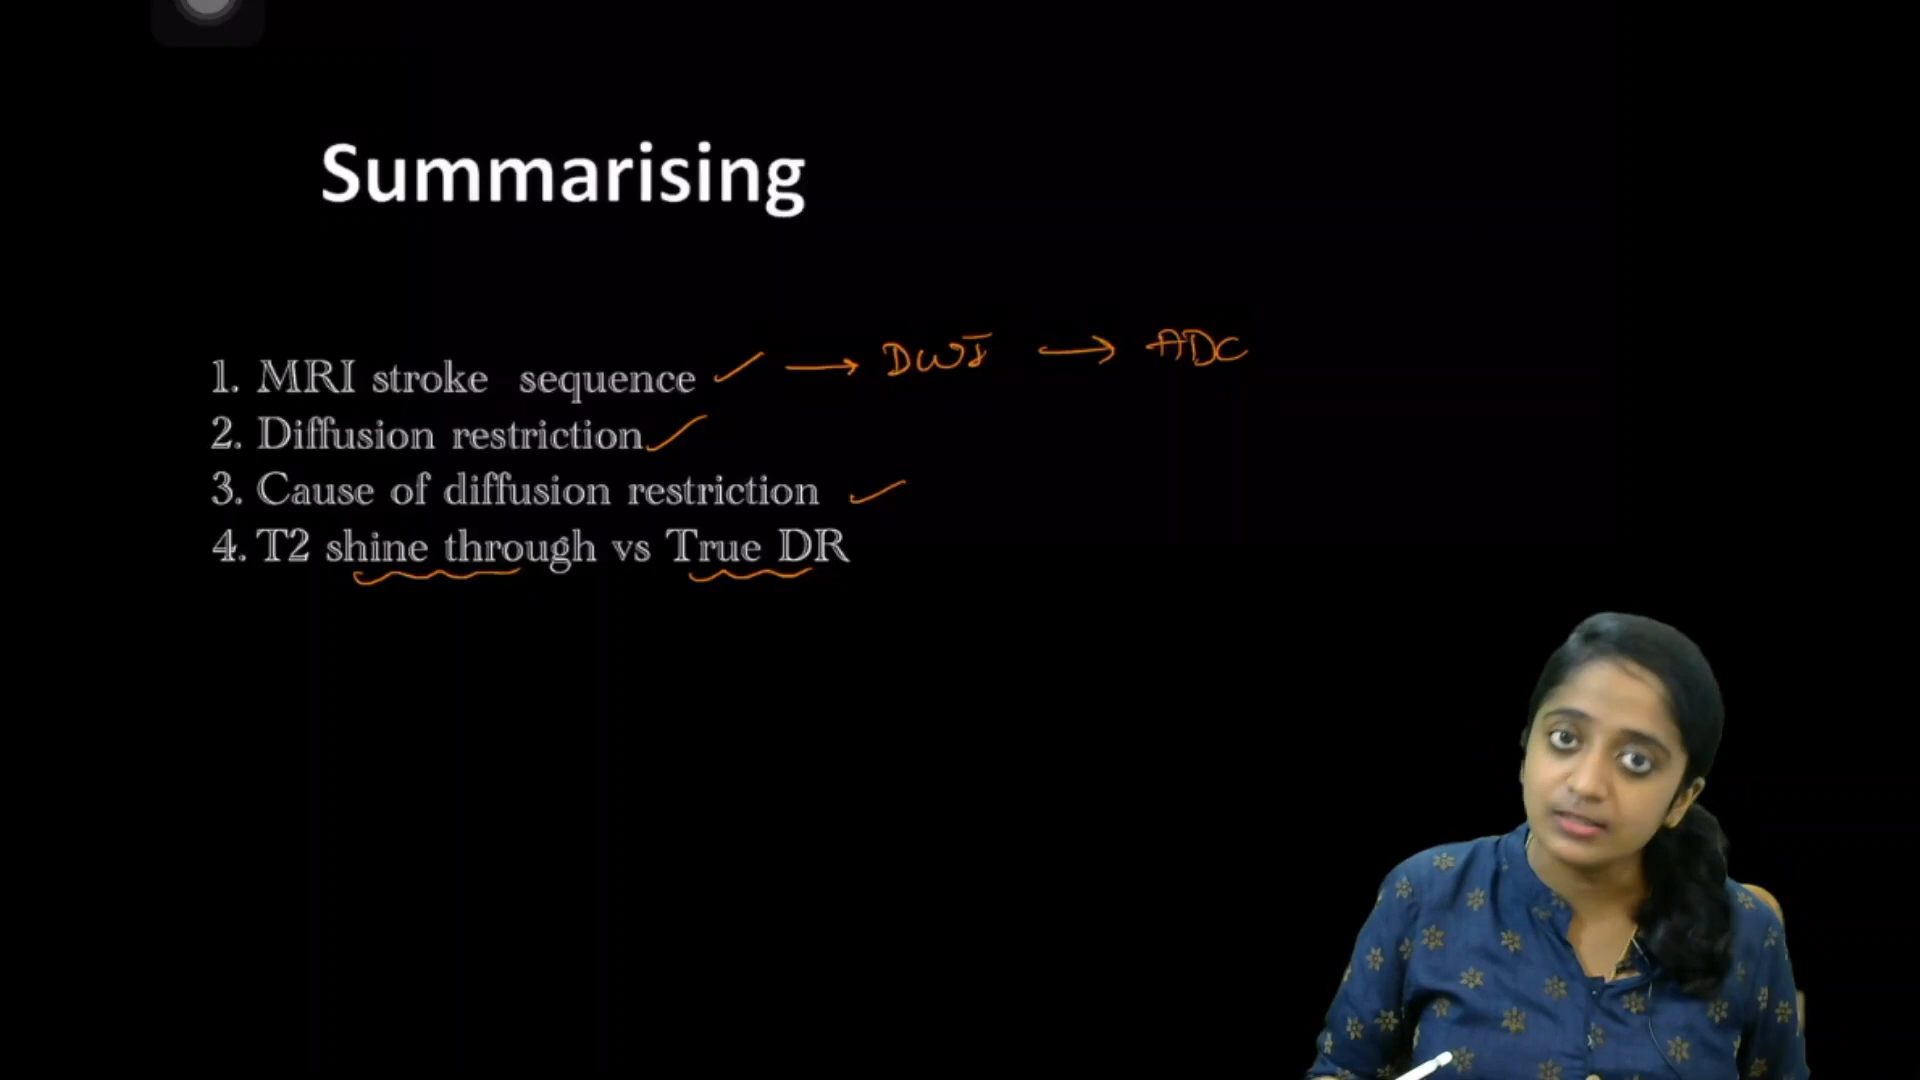 Summarising
1. MRI stroke sequence → DWI → ADC
2. Diffusion restriction
3. Cause of diffusion restriction
4. T2 shine through vs True DR